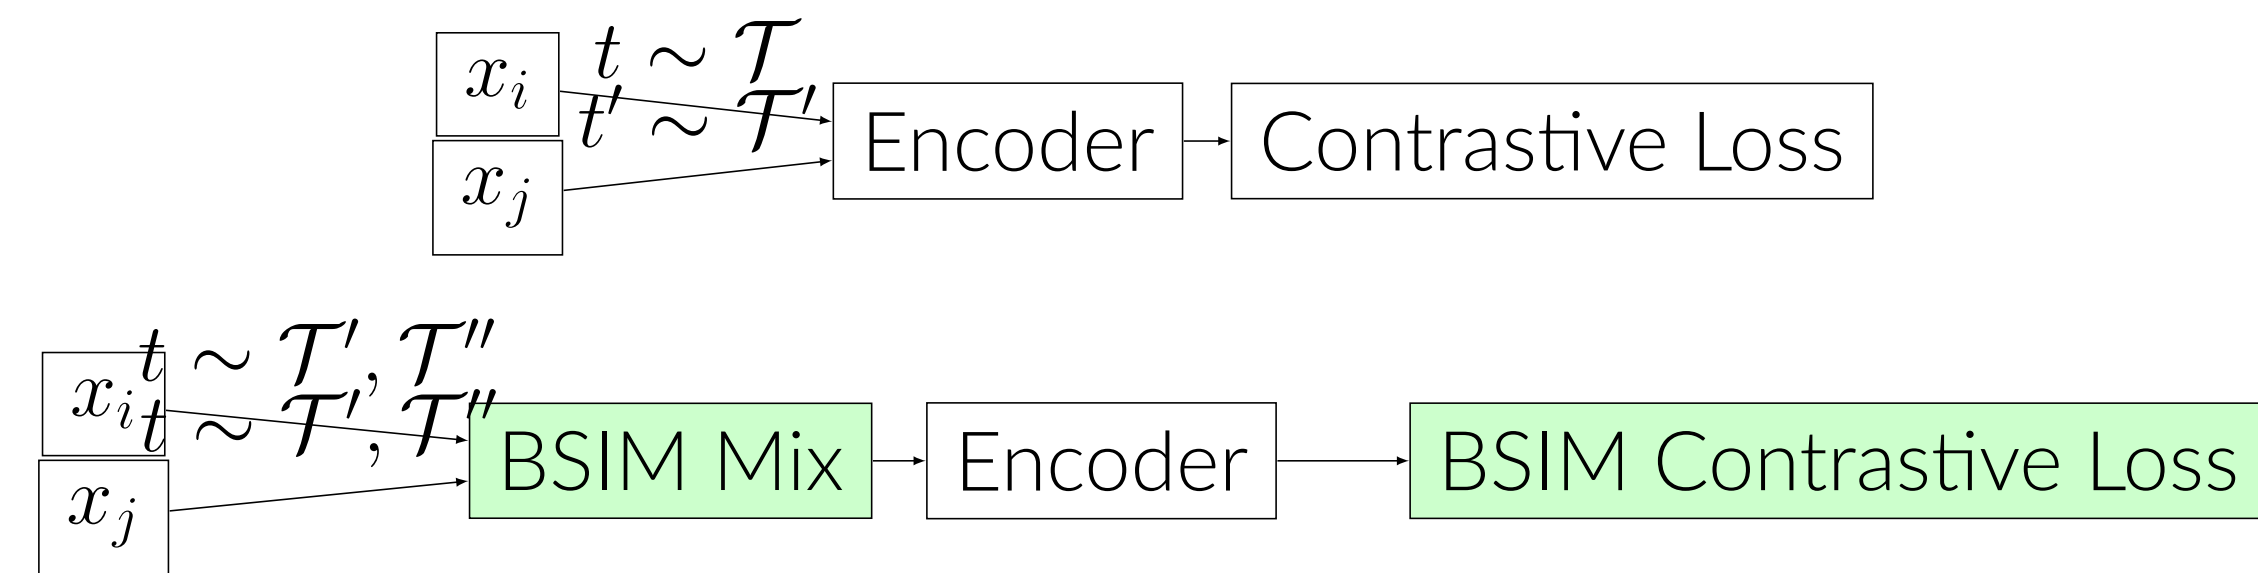 x_i
t ∼ 𝒯
t′ ∼ 𝒯′
x_j
Encoder
Contrastive Loss
x_i
t ∼ 𝒯′, 𝒯″
t ∼ 𝒯′, 𝒯″
x_j
BSIM Mix
Encoder
BSIM Contrastive Loss